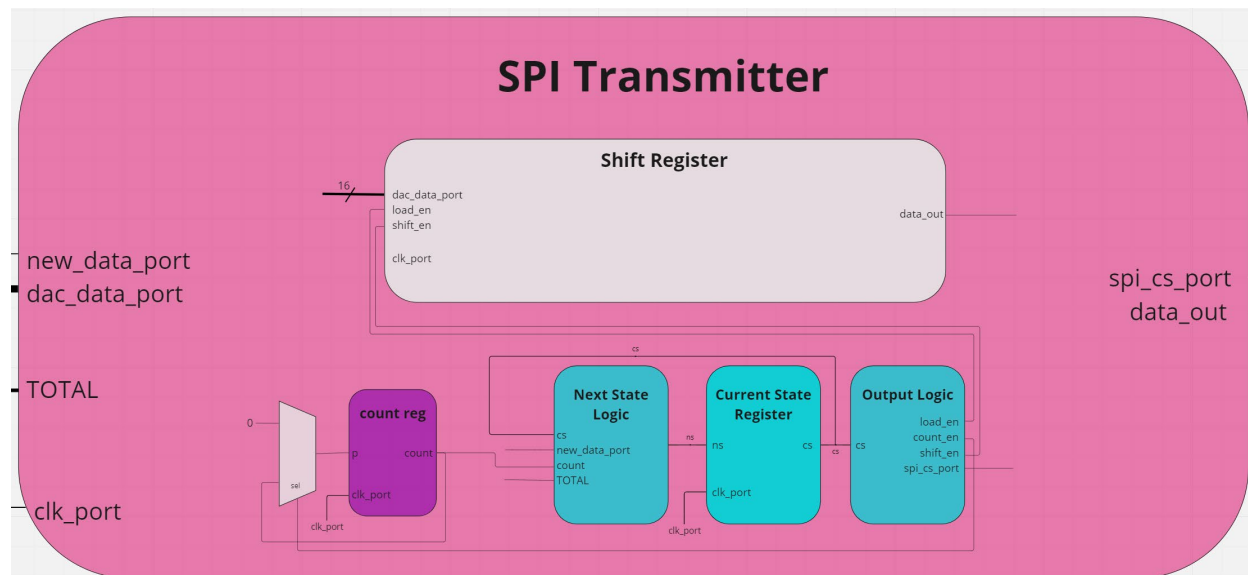 SPI Transmitter
Shift Register
16
dac_data_port
load_en
shift_en
clk_port
data_out
new_data_port
dac_data_port
TOTAL
clk_port
spi_cs_port
data_out
0
sel
count reg
p
count
clk_port
clk_port
cs
Next State
Logic
cs
new_data_port
count
TOTAL
ns
Current State
Register
ns
cs
clk_port
clk_port
cs
Output Logic
cs
load_en
count_en
shift_en
spi_cs_port